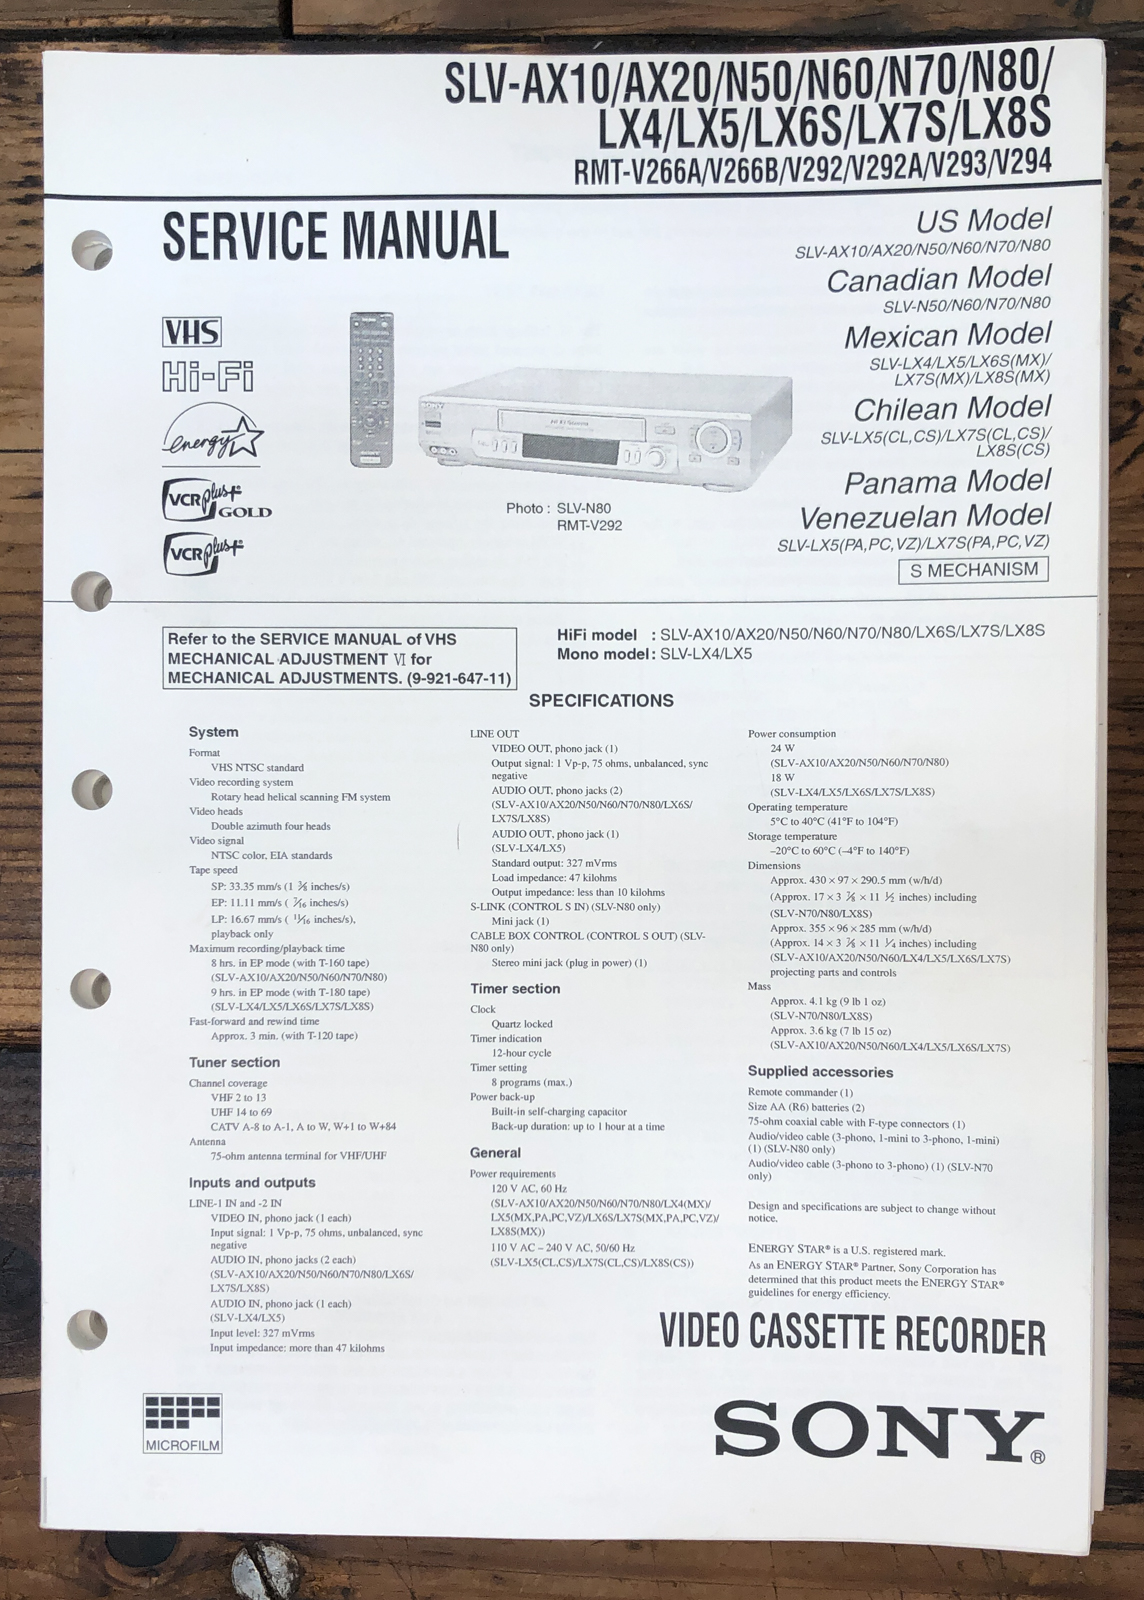 SLV-AX10/AX20/N50/N60/N70/N80/
LX4/LX5/LX6S/LX7S/LX8S
RMT-V266A/V266B/V292/V292A/V293/V294
SERVICE MANUAL
US Model
SLV-AX10/AX20/N50/N60/N70/N80
Canadian Model
SLV-N50/N60/N70/N80
Mexican Model
SLV-LX4/LX5/LX6S(MX)/
LX7S(MX)/LX8S(MX)
Chilean Model
SLV-LX5(CL,CS)/LX7S(CL,CS)/
LX8S(CS)
Panama Model
Venezuelan Model
SLV-LX5(PA,PC,VZ)/LX7S(PA,PC,VZ)
S MECHANISM
VHS
Hi-Fi
energy
VCR plus+
GOLD
VCR plus+
SONY
Photo : SLV-N80
RMT-V292
Refer to the SERVICE MANUAL of VHS
MECHANICAL ADJUSTMENT VI for
MECHANICAL ADJUSTMENTS. (9-921-647-11)
HiFi model : SLV-AX10/AX20/N50/N60/N70/N80/LX6S/LX7S/LX8S
Mono model : SLV-LX4/LX5
SPECIFICATIONS
System
Format
VHS NTSC standard
Video recording system
Rotary head helical scanning FM system
Video heads
Double azimuth four heads
Video signal
NTSC color, EIA standards
Tape speed
SP: 33.35 mm/s (1 3⁄8 inches/s)
EP: 11.11 mm/s ( 7⁄16 inches/s)
LP: 16.67 mm/s ( 11⁄16 inches/s),
playback only
Maximum recording/playback time
8 hrs. in EP mode (with T-160 tape)
(SLV-AX10/AX20/N50/N60/N70/N80)
9 hrs. in EP mode (with T-180 tape)
(SLV-LX4/LX5/LX6S/LX7S/LX8S)
Fast-forward and rewind time
Approx. 3 min. (with T-120 tape)
Tuner section
Channel coverage
VHF 2 to 13
UHF 14 to 69
CATV A-8 to A-1, A to W, W+1 to W+84
Antenna
75-ohm antenna terminal for VHF/UHF
Inputs and outputs
LINE-1 IN and -2 IN
VIDEO IN, phono jack (1 each)
Input signal: 1 Vp-p, 75 ohms, unbalanced, sync
negative
AUDIO IN, phono jacks (2 each)
(SLV-AX10/AX20/N50/N60/N70/N80/LX6S/
LX7S/LX8S)
AUDIO IN, phono jack (1 each)
(SLV-LX4/LX5)
Input level: 327 mVrms
Input impedance: more than 47 kilohms
LINE OUT
VIDEO OUT, phono jack (1)
Output signal: 1 Vp-p, 75 ohms, unbalanced, sync
negative
AUDIO OUT, phono jacks (2)
(SLV-AX10/AX20/N50/N60/N70/N80/LX6S/
LX7S/LX8S)
AUDIO OUT, phono jack (1)
(SLV-LX4/LX5)
Standard output: 327 mVrms
Load impedance: 47 kilohms
Output impedance: less than 10 kilohms
S-LINK (CONTROL S IN) (SLV-N80 only)
Mini jack (1)
CABLE BOX CONTROL (CONTROL S OUT) (SLV-
N80 only)
Stereo mini jack (plug in power) (1)
Timer section
Clock
Quartz locked
Timer indication
12-hour cycle
Timer setting
8 programs (max.)
Power back-up
Built-in self-charging capacitor
Back-up duration: up to 1 hour at a time
General
Power requirements
120 V AC, 60 Hz
(SLV-AX10/AX20/N50/N60/N70/N80/LX4(MX)/
LX5(MX,PA,PC,VZ)/LX6S/LX7S(MX,PA,PC,VZ)/
LX8S(MX))
110 V AC – 240 V AC, 50/60 Hz
(SLV-LX5(CL,CS)/LX7S(CL,CS)/LX8S(CS))
Power consumption
24 W
(SLV-AX10/AX20/N50/N60/N70/N80)
18 W
(SLV-LX4/LX5/LX6S/LX7S/LX8S)
Operating temperature
5°C to 40°C (41°F to 104°F)
Storage temperature
–20°C to 60°C (–4°F to 140°F)
Dimensions
Approx. 430 × 97 × 290.5 mm (w/h/d)
(Approx. 17 × 3 7⁄8 × 11 1⁄2 inches) including
(SLV-N70/N80/LX8S)
Approx. 355 × 96 × 285 mm (w/h/d)
(Approx. 14 × 3 7⁄8 × 11 1⁄4 inches) including
(SLV-AX10/AX20/N50/N60/LX4/LX5/LX6S/LX7S)
projecting parts and controls
Mass
Approx. 4.1 kg (9 lb 1 oz)
(SLV-N70/N80/LX8S)
Approx. 3.6 kg (7 lb 15 oz)
(SLV-AX10/AX20/N50/N60/LX4/LX5/LX6S/LX7S)
Supplied accessories
Remote commander (1)
Size AA (R6) batteries (2)
75-ohm coaxial cable with F-type connectors (1)
Audio/video cable (3-phono, 1-mini to 3-phono, 1-mini)
(1) (SLV-N80 only)
Audio/video cable (3-phono to 3-phono) (1) (SLV-N70
only)
Design and specifications are subject to change without
notice.
ENERGY STAR® is a U.S. registered mark.
As an ENERGY STAR® Partner, Sony Corporation has
determined that this product meets the ENERGY STAR®
guidelines for energy efficiency.
VIDEO CASSETTE RECORDER
MICROFILM
SONY®